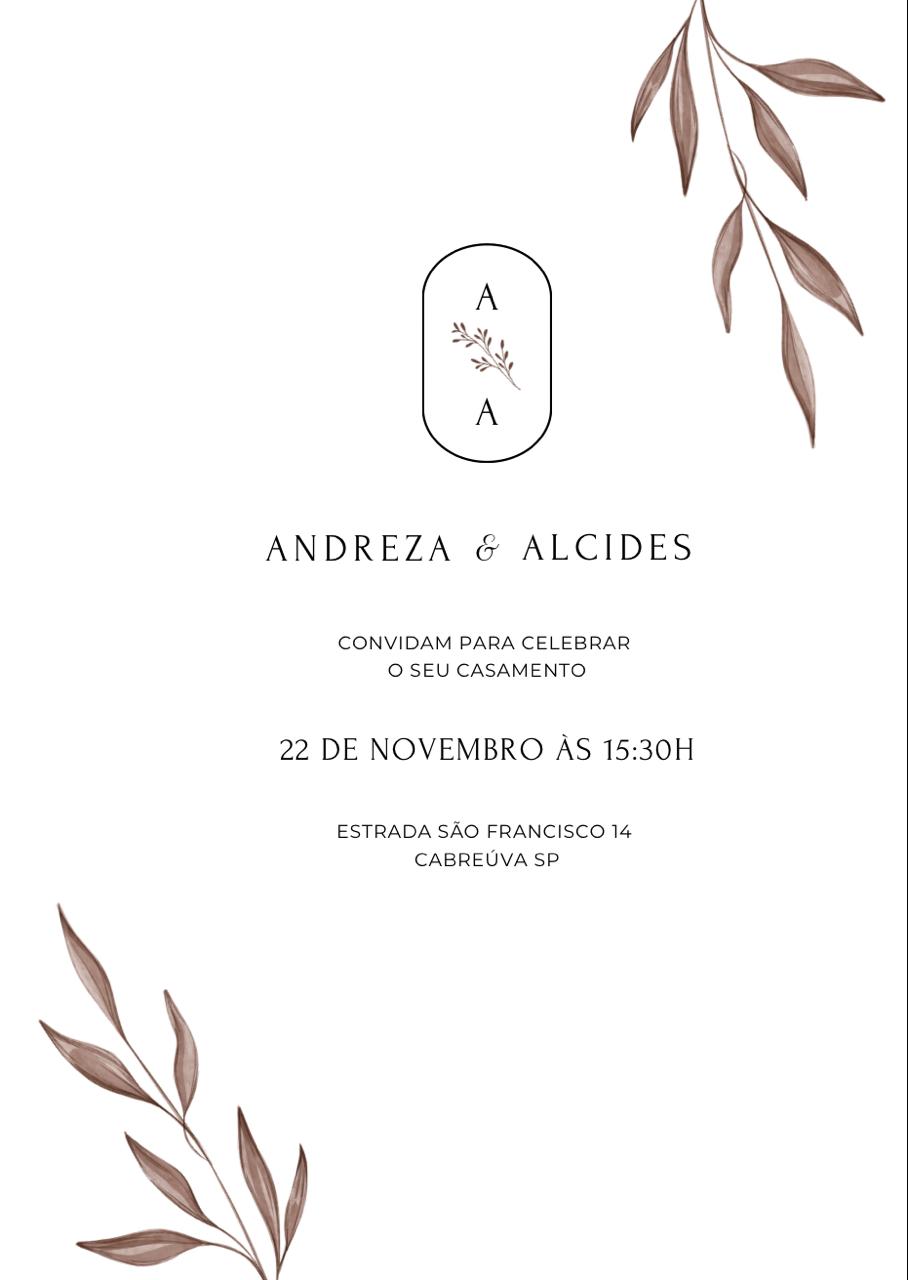 A
A
ANDREZA & ALCIDES
CONVIDAM PARA CELEBRAR
O SEU CASAMENTO
22 DE NOVEMBRO ÀS 15:30H
ESTRADA SÃO FRANCISCO 14
CABREÚVA SP